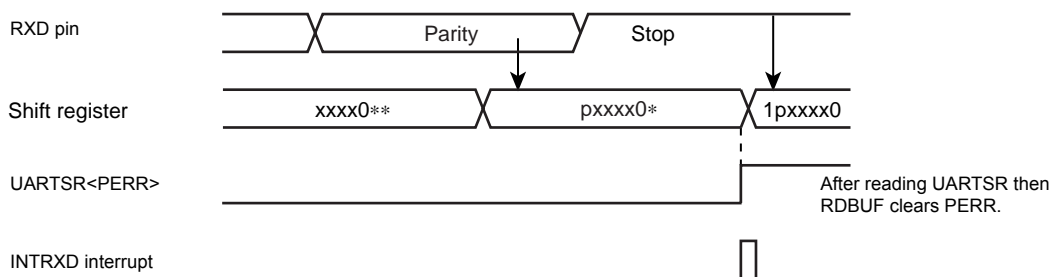 RXD pin
Parity
Stop
Shift register
xxxx0**
pxxxx0*
1pxxxx0
UARTSR<PERR>
After reading UARTSR then
RDBUF clears PERR.
INTRXD interrupt